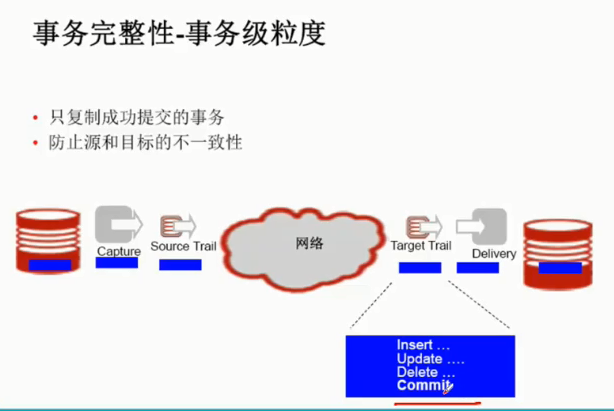 事务完整性-事务级粒度
只复制成功提交的事务
防止源和目标的不一致性
Capture
Source Trail
网络
Target Trail
Delivery
Insert ...
Update ....
Delete ...
Commit